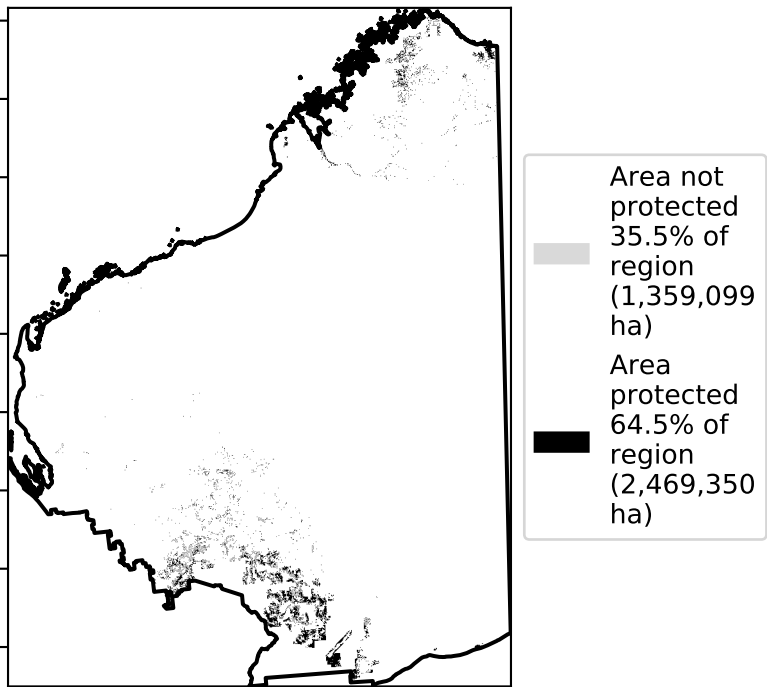 Area not
protected
35.5% of
region
(1,359,099
ha)
Area
protected
64.5% of
region
(2,469,350
ha)